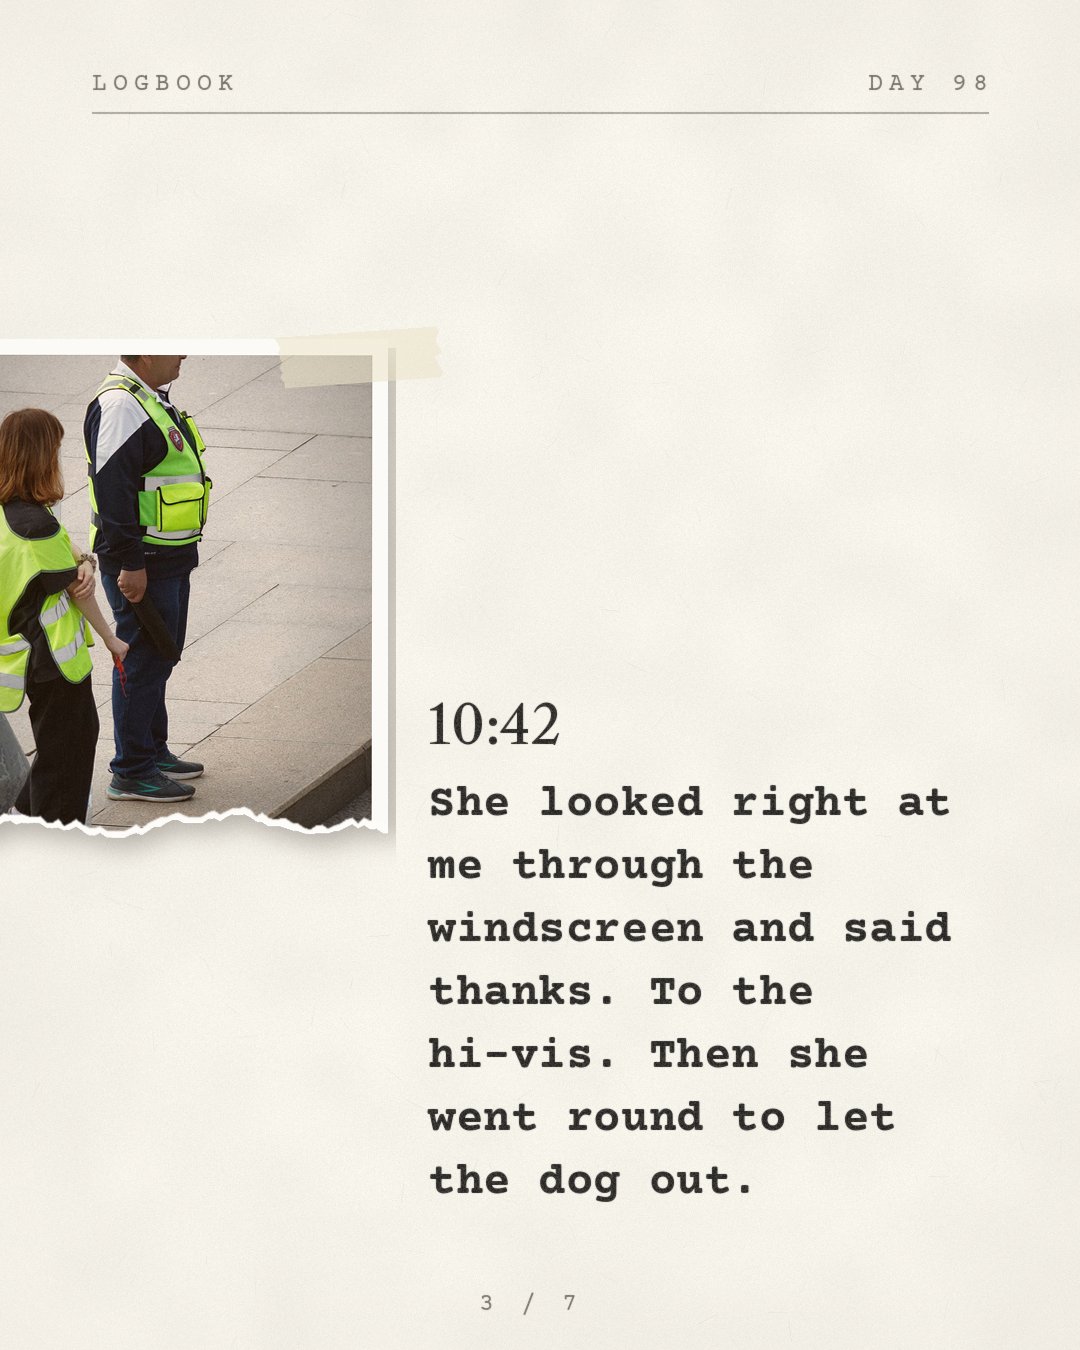 LOGBOOK DAY 98
10:42
She looked right at
me through the
windscreen and said
thanks. To the
hi-vis. Then she
went round to let
the dog out.
3 / 7